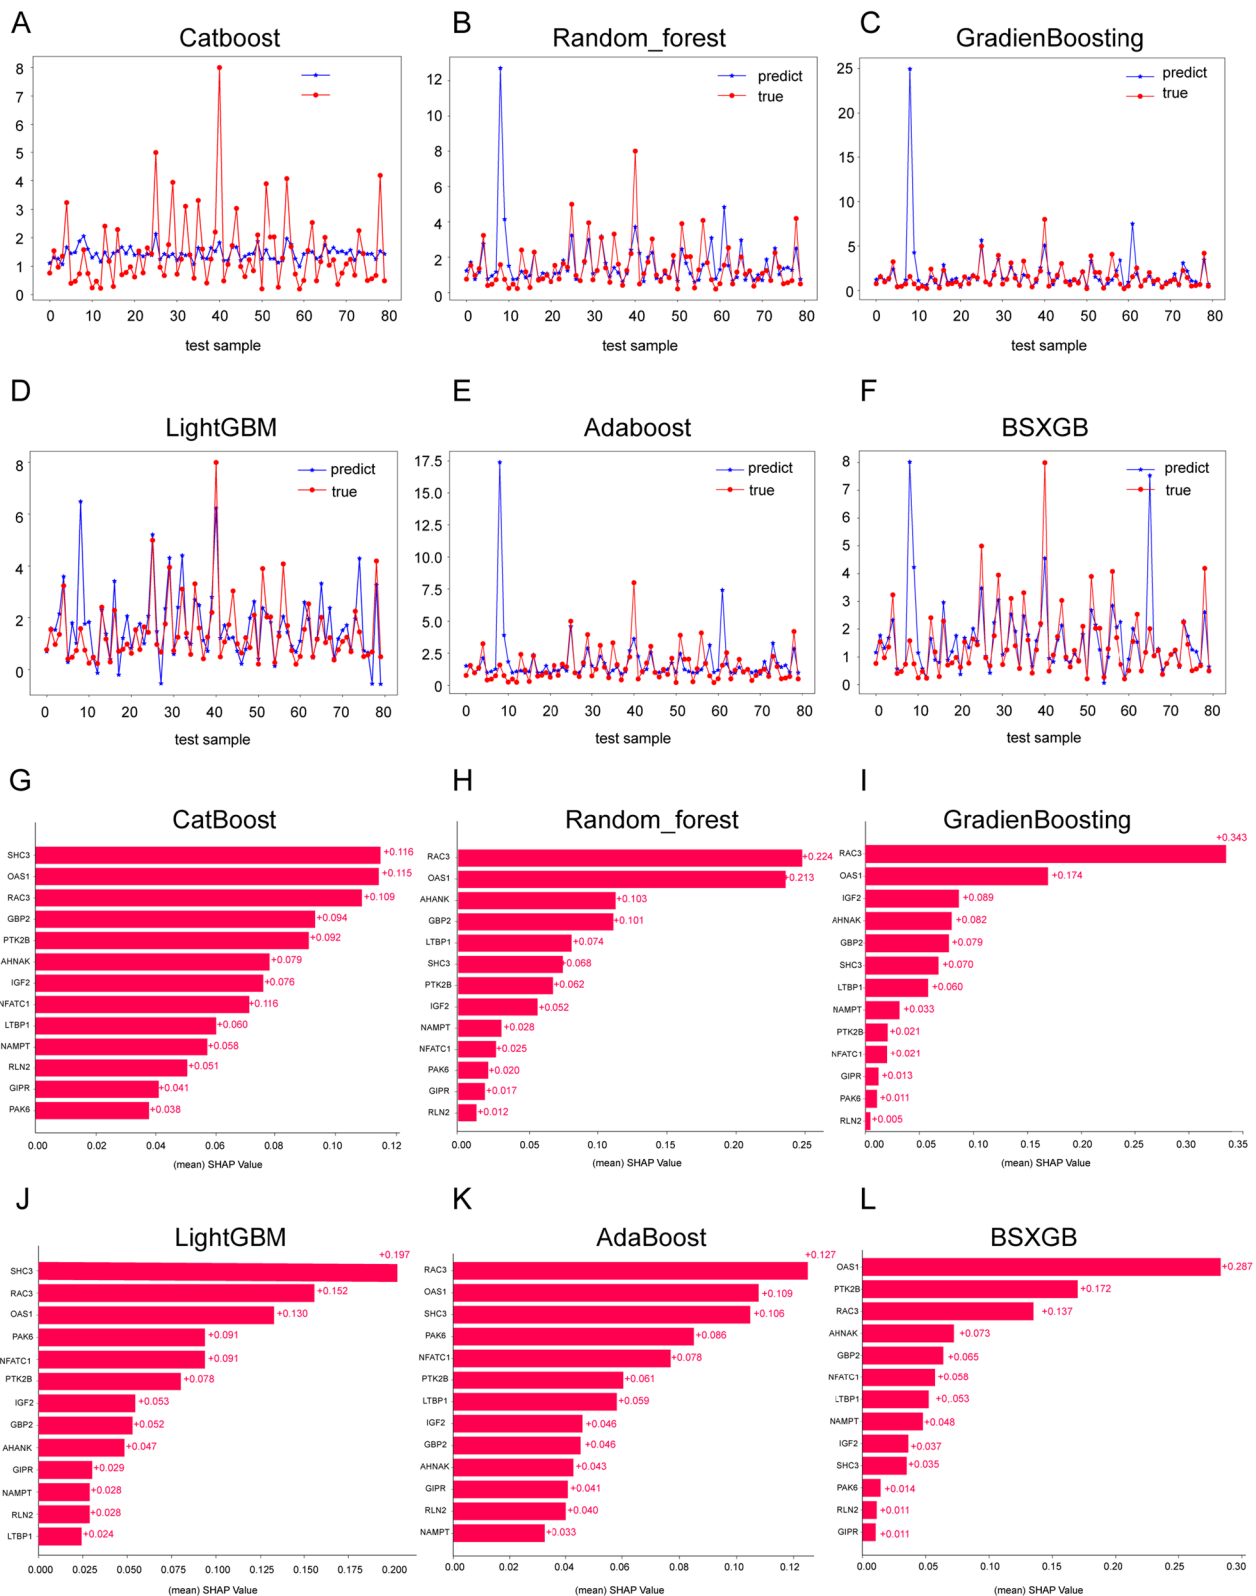 A
Catboost
8
7
6
5
4
3
2
1
0
0 10 20 30 40 50 60 70 80
test sample
B
Random_forest
predict
true
12
10
8
6
4
2
0
0 10 20 30 40 50 60 70 80
test sample
C
GradienBoosting
predict
true
25
20
15
10
5
0
0 10 20 30 40 50 60 70 80
test sample
D
LightGBM
predict
true
8
6
4
2
0
0 10 20 30 40 50 60 70 80
test sample
E
Adaboost
predict
true
17.5
15.0
12.5
10.0
7.5
5.0
2.5
0
0 10 20 30 40 50 60 70 80
test sample
F
BSXGB
predict
true
8
7
6
5
4
3
2
1
0
0 10 20 30 40 50 60 70 80
test sample
G
CatBoost
SHC3 +0.116
OAS1 +0.115
RAC3 +0.109
GBP2 +0.094
PTK2B +0.092
AHNAK +0.079
IGF2 +0.076
NFATC1 +0.116
LTBP1 +0.060
NAMPT +0.058
RLN2 +0.051
GIPR +0.041
PAK6 +0.038
0.00 0.02 0.04 0.06 0.08 0.10 0.12
(mean) SHAP Value
H
Random_forest
RAC3 +0.224
OAS1 +0.213
AHANK +0.103
GBP2 +0.101
LTBP1 +0.074
SHC3 +0.068
PTK2B +0.062
IGF2 +0.052
NAMPT +0.028
NFATC1 +0.025
PAK6 +0.020
GIPR +0.017
RLN2 +0.012
0.00 0.05 0.10 0.15 0.20 0.25
(mean) SHAP Value
I
GradienBoosting
RAC3 +0.343
OAS1 +0.174
IGF2 +0.089
AHNAK +0.082
GBP2 +0.079
SHC3 +0.070
LTBP1 +0.060
NAMPT +0.033
PTK2B +0.021
NFATC1 +0.021
GIPR +0.013
PAK6 +0.011
RLN2 +0.005
0.00 0.05 0.10 0.15 0.20 0.25 0.30 0.35
(mean) SHAP Value
J
LightGBM
SHC3 +0.197
RAC3 +0.152
OAS1 +0.130
PAK6 +0.091
NFATC1 +0.091
PTK2B +0.078
IGF2 +0.053
GBP2 +0.052
AHANK +0.047
GIPR +0.029
NAMPT +0.028
RLN2 +0.028
LTBP1 +0.024
0.000 0.025 0.050 0.075 0.100 0.125 0.150 0.175 0.200
(mean) SHAP Value
K
AdaBoost
RAC3 +0.127
OAS1 +0.109
SHC3 +0.106
PAK6 +0.086
NFATC1 +0.078
PTK2B +0.061
LTBP1 +0.059
IGF2 +0.046
GBP2 +0.046
AHNAK +0.043
GIPR +0.041
RLN2 +0.040
NAMPT +0.033
0.00 0.02 0.04 0.06 0.08 0.10 0.12
(mean) SHAP Value
L
BSXGB
OAS1 +0.287
PTK2B +0.172
RAC3 +0.137
AHNAK +0.073
GBP2 +0.065
NFATC1 +0.058
LTBP1 +0,.053
NAMPT +0.048
IGF2 +0.037
SHC3 +0.035
PAK6 +0.014
RLN2 +0.011
GIPR +0.011
0.00 0.05 0.10 0.15 0.20 0.25 0.30
(mean) SHAP Value